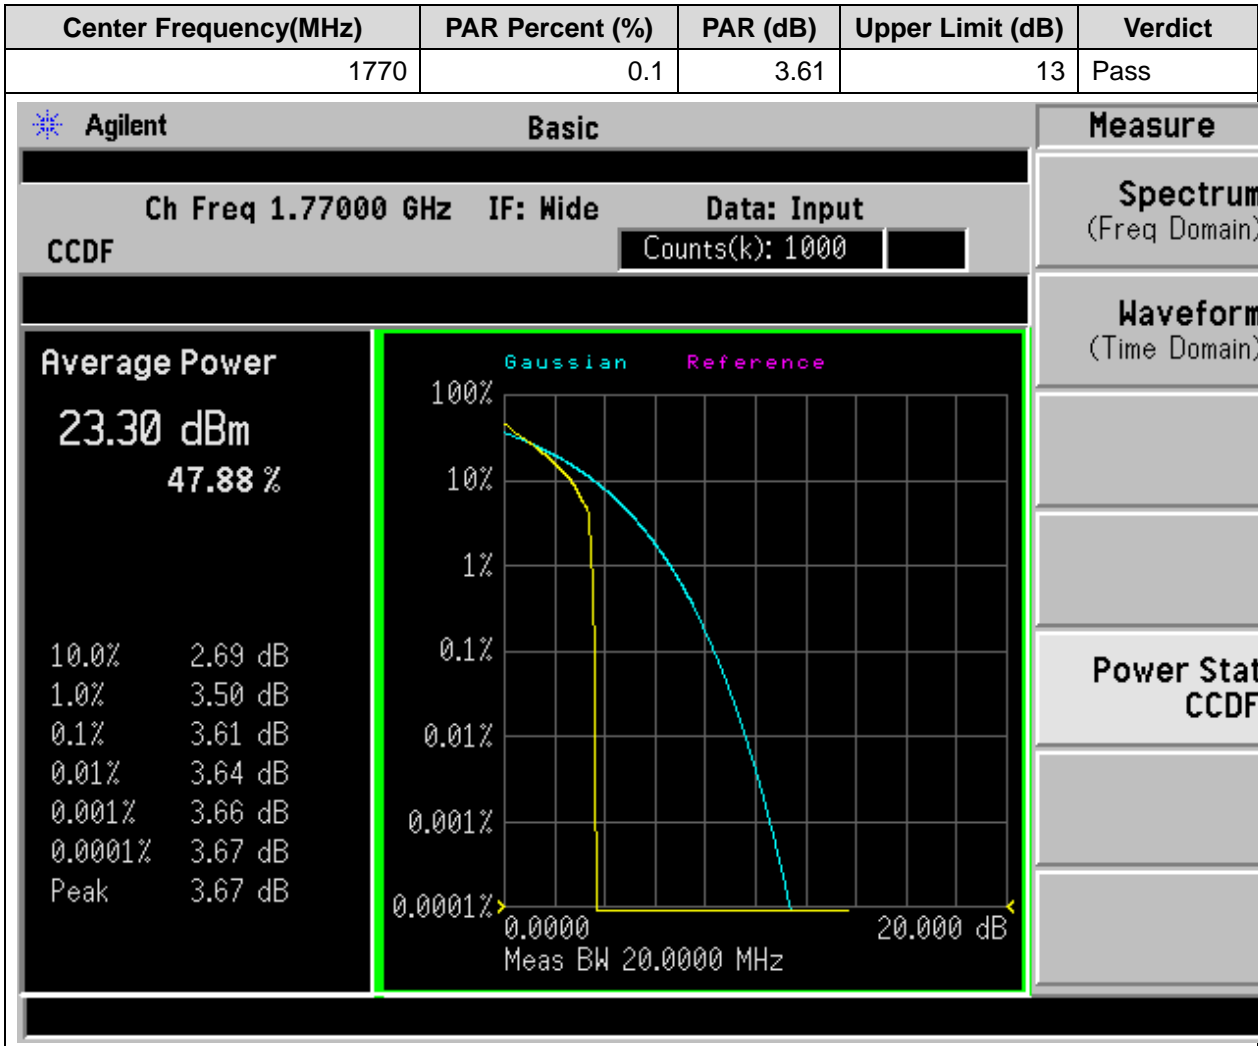 Center Frequency(MHz) PAR Percent (%) PAR (dB) Upper Limit (dB) Verdict
1770 0.1 3.61 13 Pass
Agilent Basic Measure
Ch Freq 1.77000 GHz IF: Wide Data: Input
CCDF Counts(k): 1000
Spectrum
(Freq Domain)
Waveform
(Time Domain)
Power Stat
CCDF
Average Power
23.30 dBm
47.88 %
10.0% 2.69 dB
1.0% 3.50 dB
0.1% 3.61 dB
0.01% 3.64 dB
0.001% 3.66 dB
0.0001% 3.67 dB
Peak 3.67 dB
Gaussian Reference
100%
10%
1%
0.1%
0.01%
0.001%
0.0001%
0.0000 20.000 dB
Meas BW 20.0000 MHz